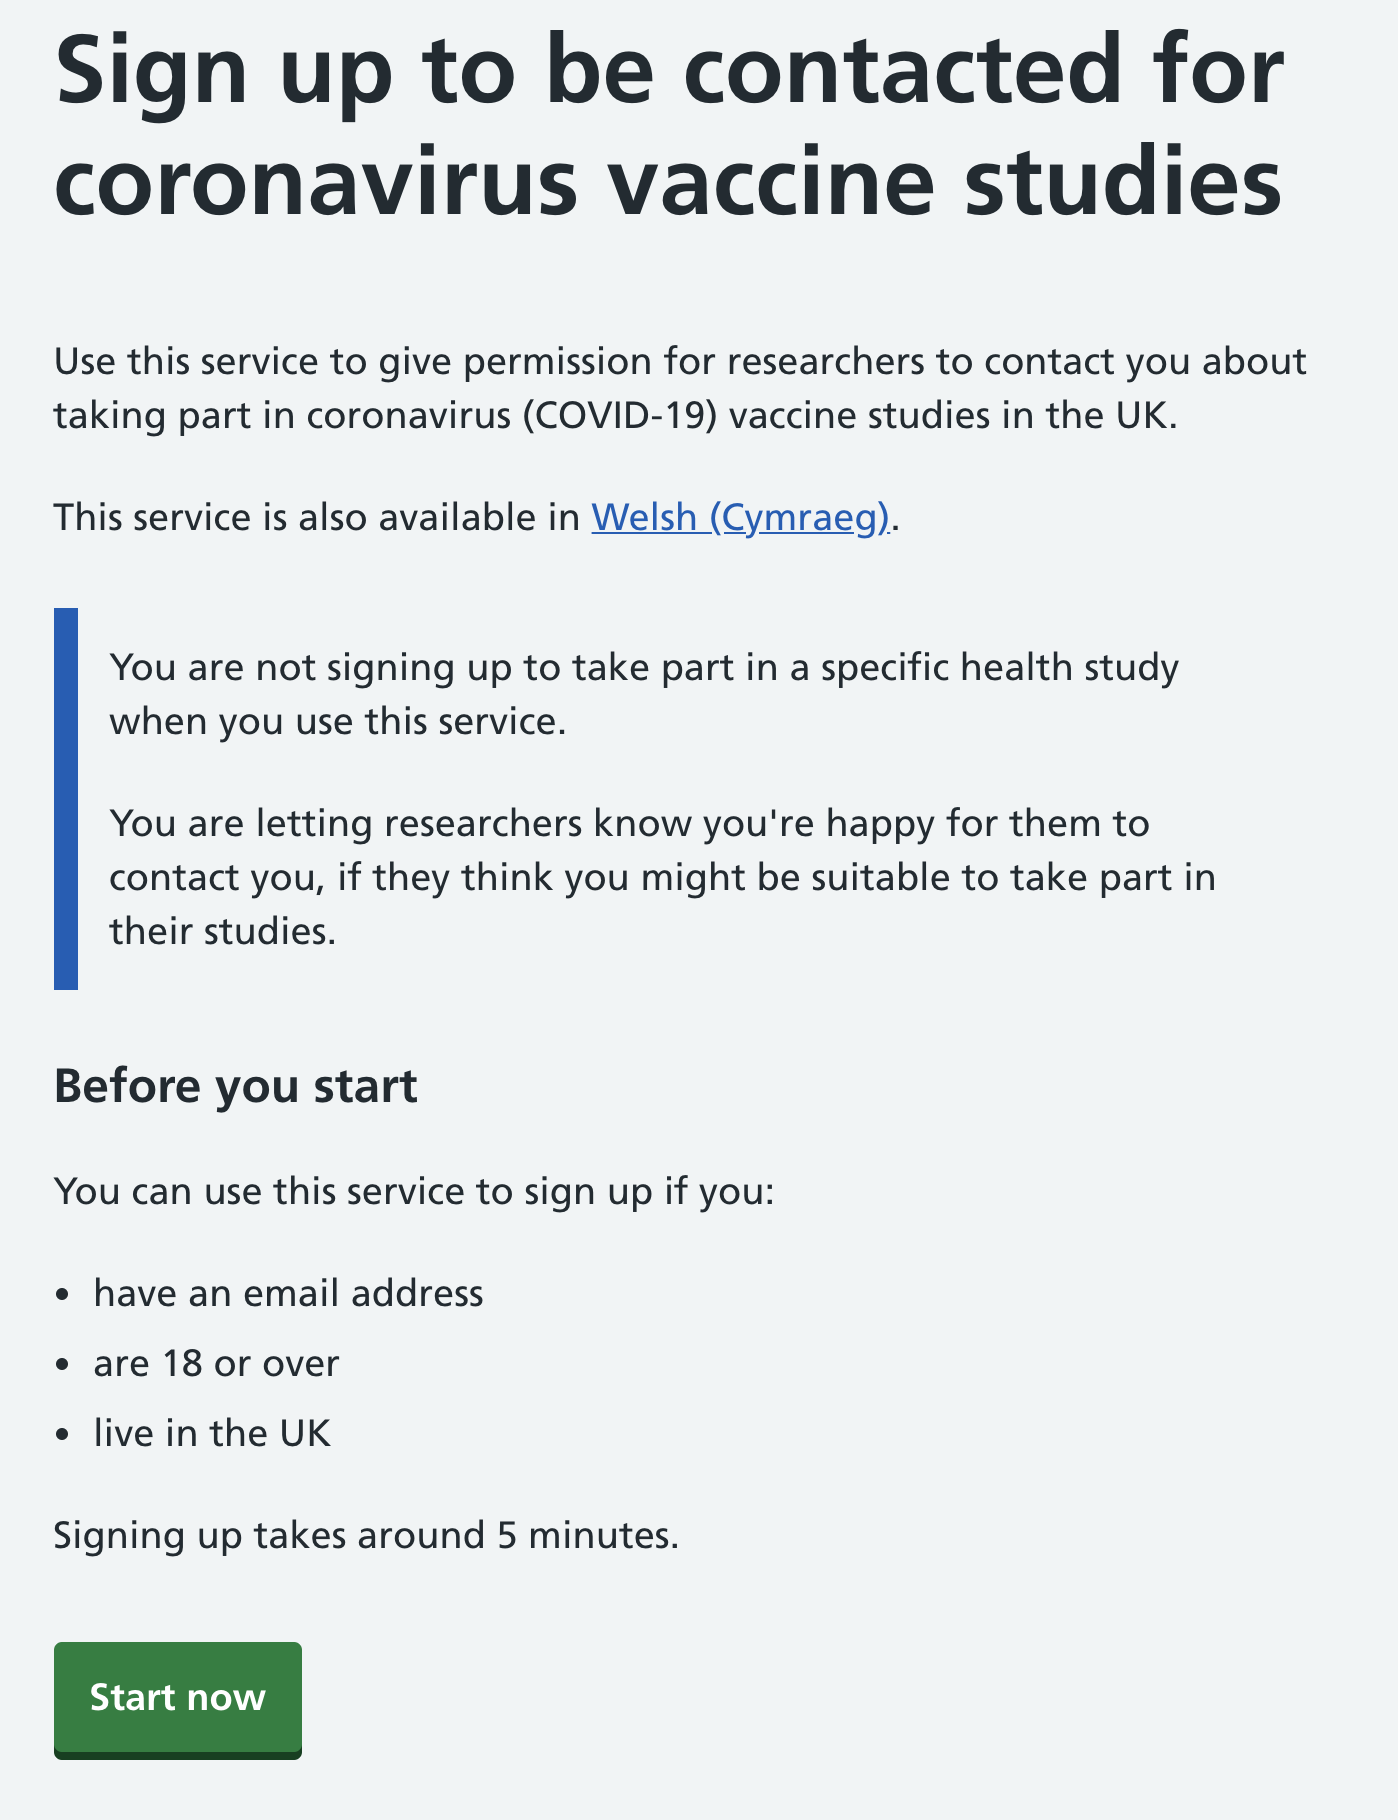 Sign up to be contacted for
coronavirus vaccine studies
Use this service to give permission for researchers to contact you about
taking part in coronavirus (COVID-19) vaccine studies in the UK.
This service is also available in Welsh (Cymraeg).
You are not signing up to take part in a specific health study
when you use this service.
You are letting researchers know you're happy for them to
contact you, if they think you might be suitable to take part in
their studies.
Before you start
You can use this service to sign up if you:
• have an email address
• are 18 or over
• live in the UK
Signing up takes around 5 minutes.
Start now